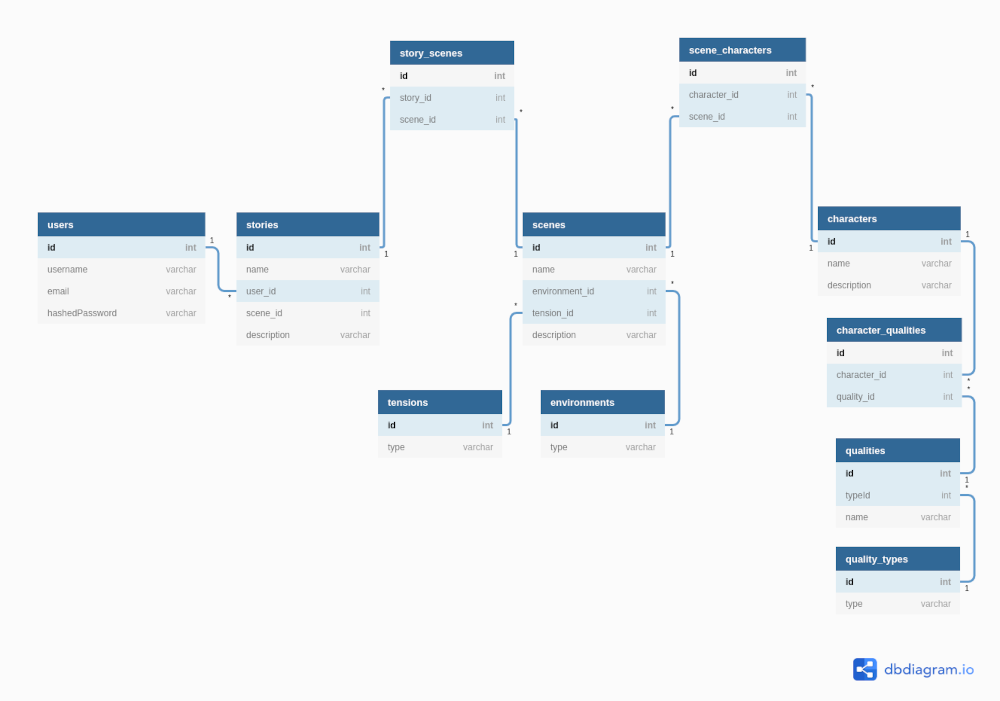 story_scenes
id int
story_id int
scene_id int
scene_characters
id int
character_id int
scene_id int
users
id int
username varchar
email varchar
hashedPassword varchar
stories
id int
name varchar
user_id int
scene_id int
description varchar
scenes
id int
name varchar
environment_id int
tension_id int
description varchar
characters
id int
name varchar
description varchar
character_qualities
id int
character_id int
quality_id int
tensions
id int
type varchar
environments
id int
type varchar
qualities
id int
typeId int
name varchar
quality_types
id int
type varchar
1
*
*
1
*
1
*
1
*
1
*
1
*
1
1
*
*
1
*
1
dbdiagram.io